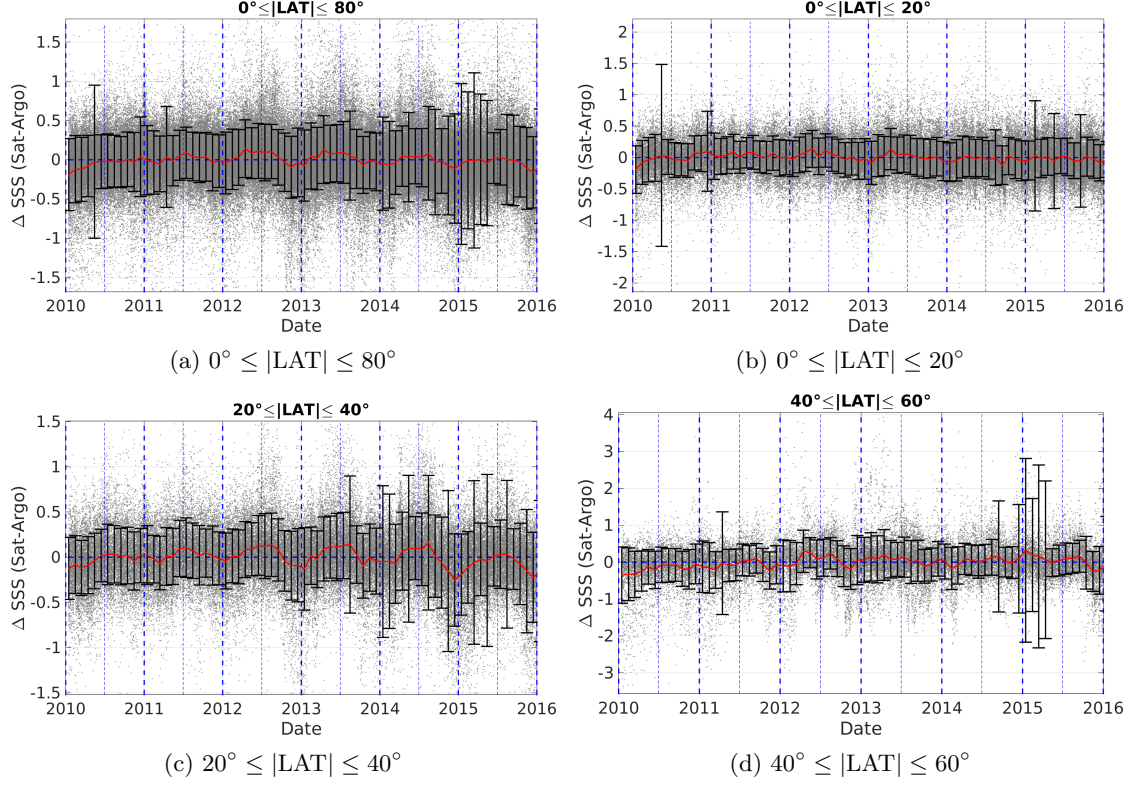 0°≤|LAT|≤ 80°
Δ SSS (Sat-Argo)
1.5
1
0.5
0
-0.5
-1
-1.5
2010 2011 2012 2013 2014 2015 2016
Date
(a) 0° ≤ |LAT| ≤ 80°
0°≤|LAT|≤ 20°
Δ SSS (Sat-Argo)
2
1.5
1
0.5
0
-0.5
-1
-1.5
-2
2010 2011 2012 2013 2014 2015 2016
Date
(b) 0° ≤ |LAT| ≤ 20°
20°≤|LAT|≤ 40°
Δ SSS (Sat-Argo)
1.5
1
0.5
0
-0.5
-1
-1.5
2010 2011 2012 2013 2014 2015 2016
Date
(c) 20° ≤ |LAT| ≤ 40°
40°≤|LAT|≤ 60°
Δ SSS (Sat-Argo)
4
3
2
1
0
-1
-2
-3
2010 2011 2012 2013 2014 2015 2016
Date
(d) 40° ≤ |LAT| ≤ 60°